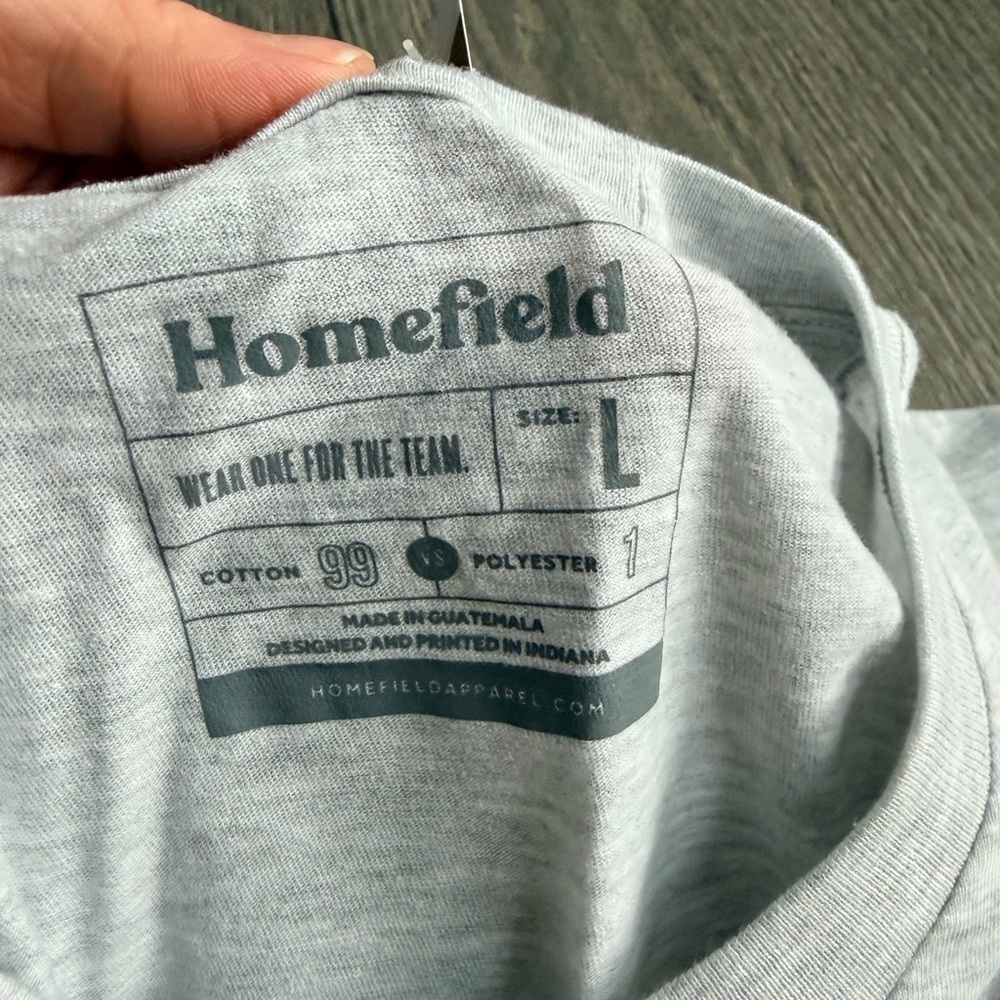 Homefield
WEAR ONE FOR THE TEAM.
SIZE: L
COTTON 99 VS POLYESTER 1
MADE IN GUATEMALA
DESIGNED AND PRINTED IN INDIANA
HOMEFIELDAPPAREL.COM